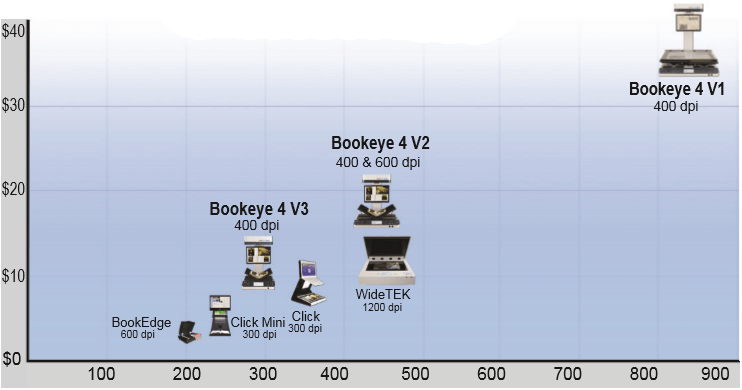 $40
Bookeye 4 V1
400 dpi
$30
Bookeye 4 V2
400 & 600 dpi
$20
Bookeye 4 V3
400 dpi
$10
WideTEK
1200 dpi
BookEdge
600 dpi
Click Mini
300 dpi
Click
300 dpi
$0
100 200 300 400 500 600 700 800 900